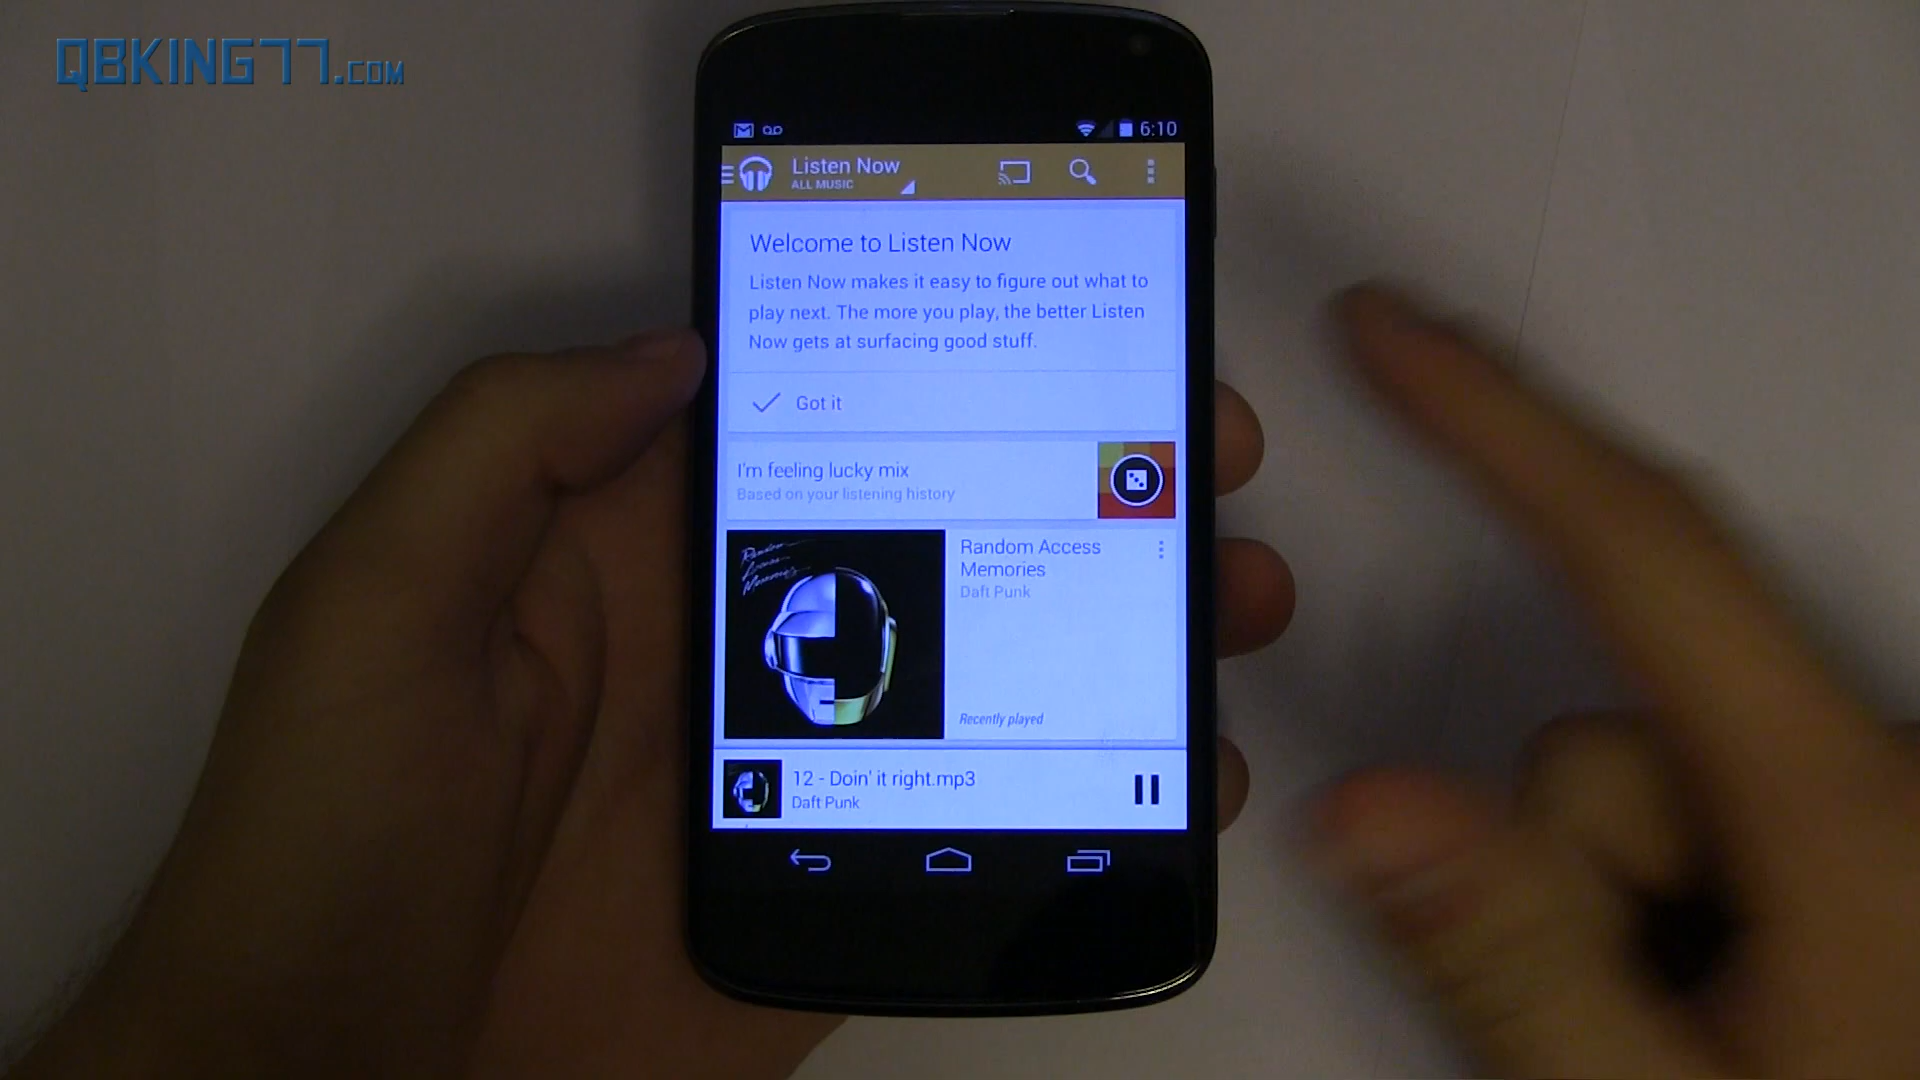 QBKING77.COM
6:10
Listen Now
ALL MUSIC
Welcome to Listen Now
Listen Now makes it easy to figure out what to
play next. The more you play, the better Listen
Now gets at surfacing good stuff.
Got it
I'm feeling lucky mix
Based on your listening history
Random Access Memories
Random Access
Memories
Daft Punk
Recently played
12 - Doin' it right.mp3
Daft Punk